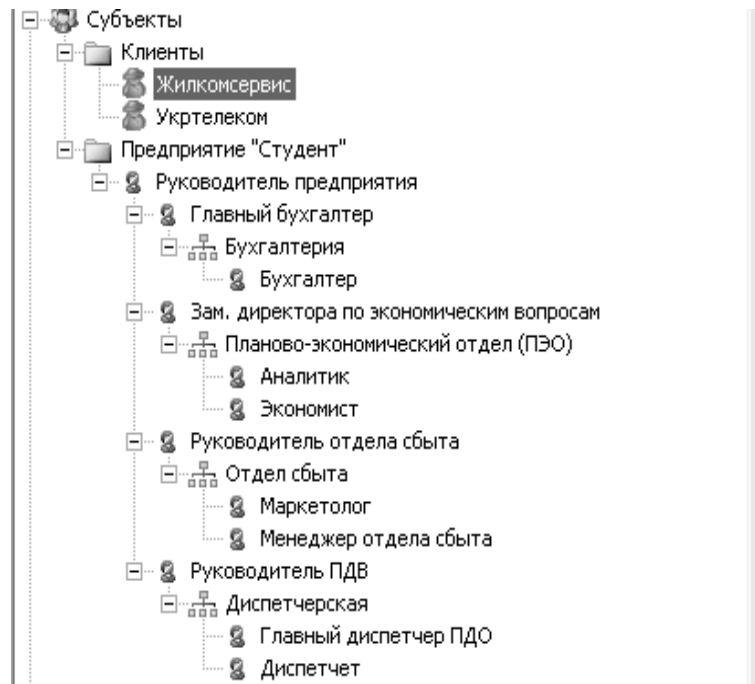 Субъекты
Клиенты
Жилкомсервис
Укртелеком
Предприятие "Студент"
Руководитель предприятия
Главный бухгалтер
Бухгалтерия
Бухгалтер
Зам. директора по экономическим вопросам
Планово-экономический отдел (ПЭО)
Аналитик
Экономист
Руководитель отдела сбыта
Отдел сбыта
Маркетолог
Менеджер отдела сбыта
Руководитель ПДВ
Диспетчерская
Главный диспетчер ПДО
Диспетчет